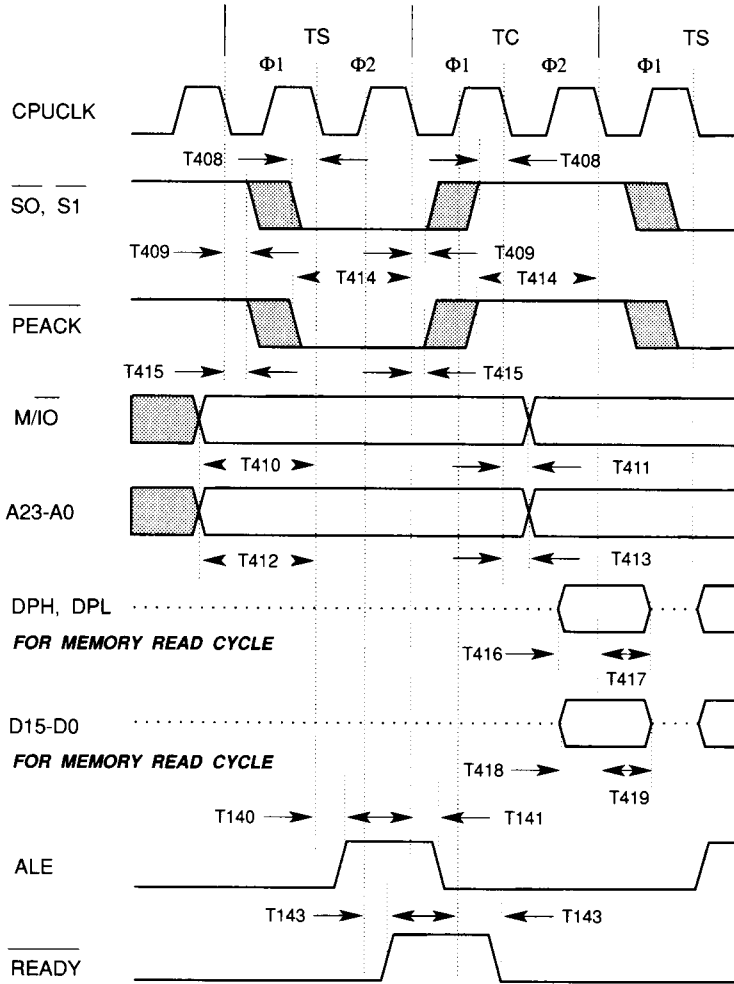 TS TC TS
Φ1 Φ2 Φ1 Φ2 Φ1
CPUCLK
T408 T408
SO, S1
T409 T409
T414 T414
PEACK
T415 T415
M/IO
T410 T411
A23-A0
T412 T413
DPH, DPL
FOR MEMORY READ CYCLE
T416 T417
D15-D0
FOR MEMORY READ CYCLE
T418
T419
T140 T141
ALE
T143 T143
READY